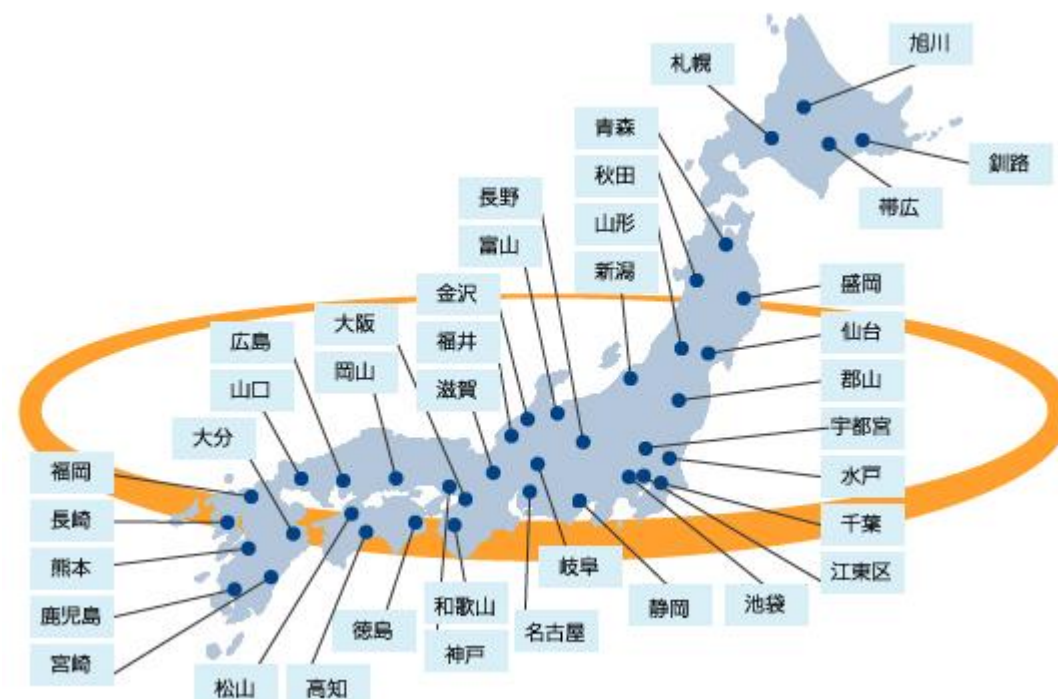 旭川
札幌
釧路
帯広
青森
秋田
山形
新潟
長野
富山
金沢
福井
滋賀
大阪
岡山
広島
山口
大分
福岡
長崎
熊本
鹿児島
宮崎
松山
高知
徳島
和歌山
神戸
名古屋
岐阜
静岡
池袋
江東区
千葉
水戸
宇都宮
郡山
仙台
盛岡